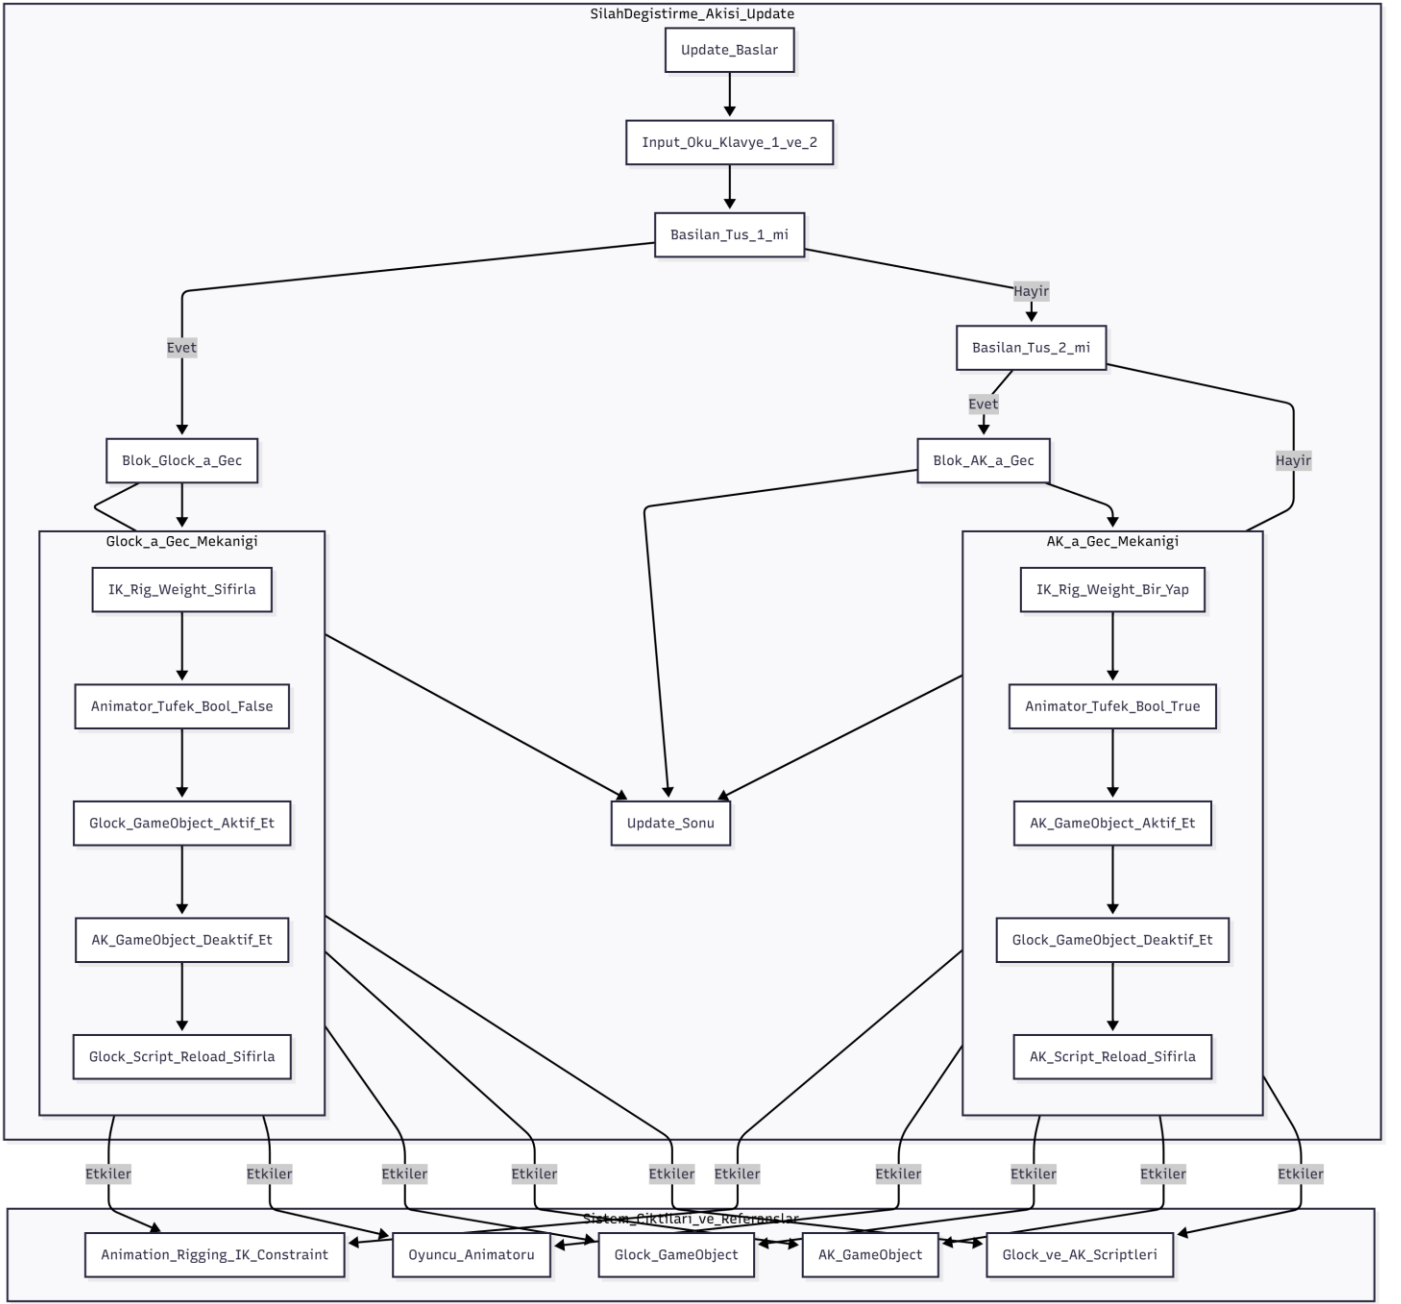 SilahDegistirme_Akisi_Update
Update_Baslar
Input_Oku_Klavye_1_ve_2
Basilan_Tus_1_mi
Hayir
Evet
Basilan_Tus_2_mi
Evet
Hayir
Blok_Glock_a_Gec
Blok_AK_a_Gec
Glock_a_Gec_Mekanigi
IK_Rig_Weight_Sifirla
Animator_Tufek_Bool_False
Glock_GameObject_Aktif_Et
AK_GameObject_Deaktif_Et
Glock_Script_Reload_Sifirla
Update_Sonu
AK_a_Gec_Mekanigi
IK_Rig_Weight_Bir_Yap
Animator_Tufek_Bool_True
AK_GameObject_Aktif_Et
Glock_GameObject_Deaktif_Et
AK_Script_Reload_Sifirla
Etkiler
Etkiler
Etkiler
Etkiler
Etkiler
Etkiler
Etkiler
Etkiler
Etkiler
Etkiler
Sistem_Ciktilari_ve_Referanslar
Animation_Rigging_IK_Constraint
Oyuncu_Animatoru
Glock_GameObject
AK_GameObject
Glock_ve_AK_Scriptleri